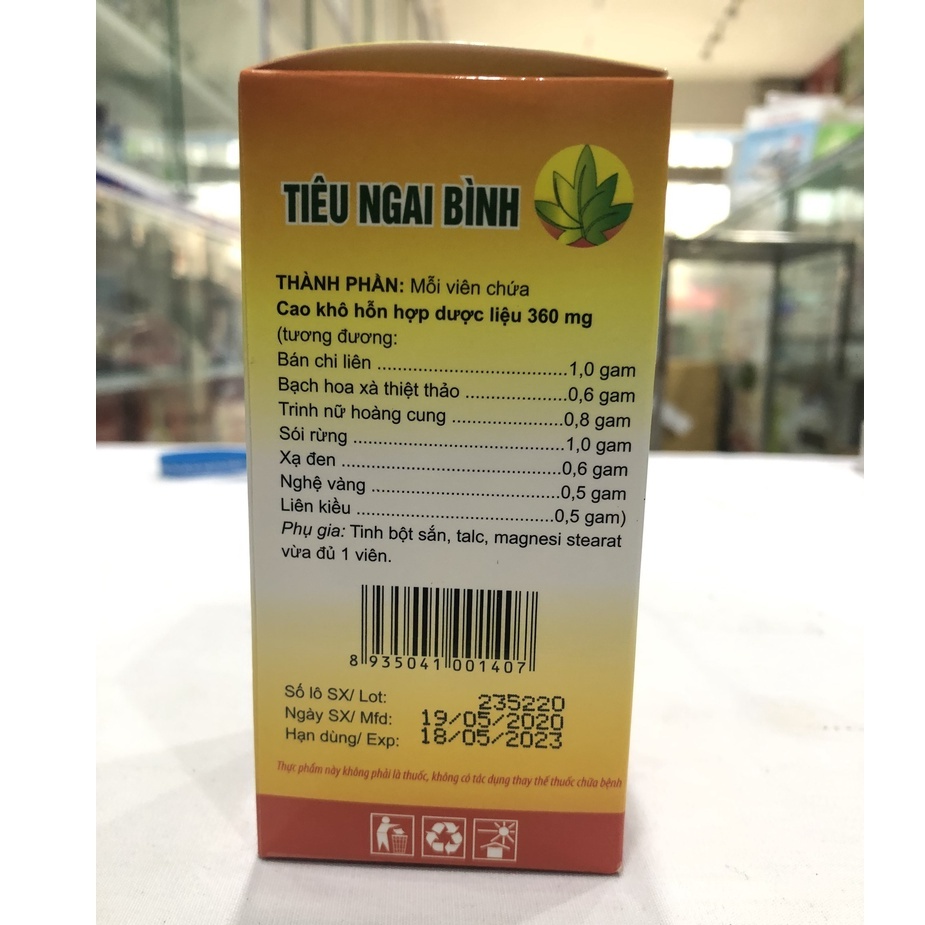 TIÊU NGAI BÌNH
THÀNH PHẦN: Mỗi viên chứa
Cao khô hỗn hợp dược liệu 360 mg
(tương đương:
Bán chi liên ....................................1,0 gam
Bạch hoa xà thiệt thảo ...................0,6 gam
Trinh nữ hoàng cung .....................0,8 gam
Sói rừng ........................................1,0 gam
Xạ đen .........................................0,6 gam
Nghệ vàng ...................................0,5 gam
Liên kiều .....................................0,5 gam)
Phụ gia: Tinh bột sắn, talc, magnesi stearat
vừa đủ 1 viên.
8 935041 001407
Số lô SX/ Lot: 235220
Ngày SX/ Mfd: 19/05/2020
Hạn dùng/ Exp: 18/05/2023
Thực phẩm này không phải là thuốc, không có tác dụng thay thế thuốc chữa bệnh